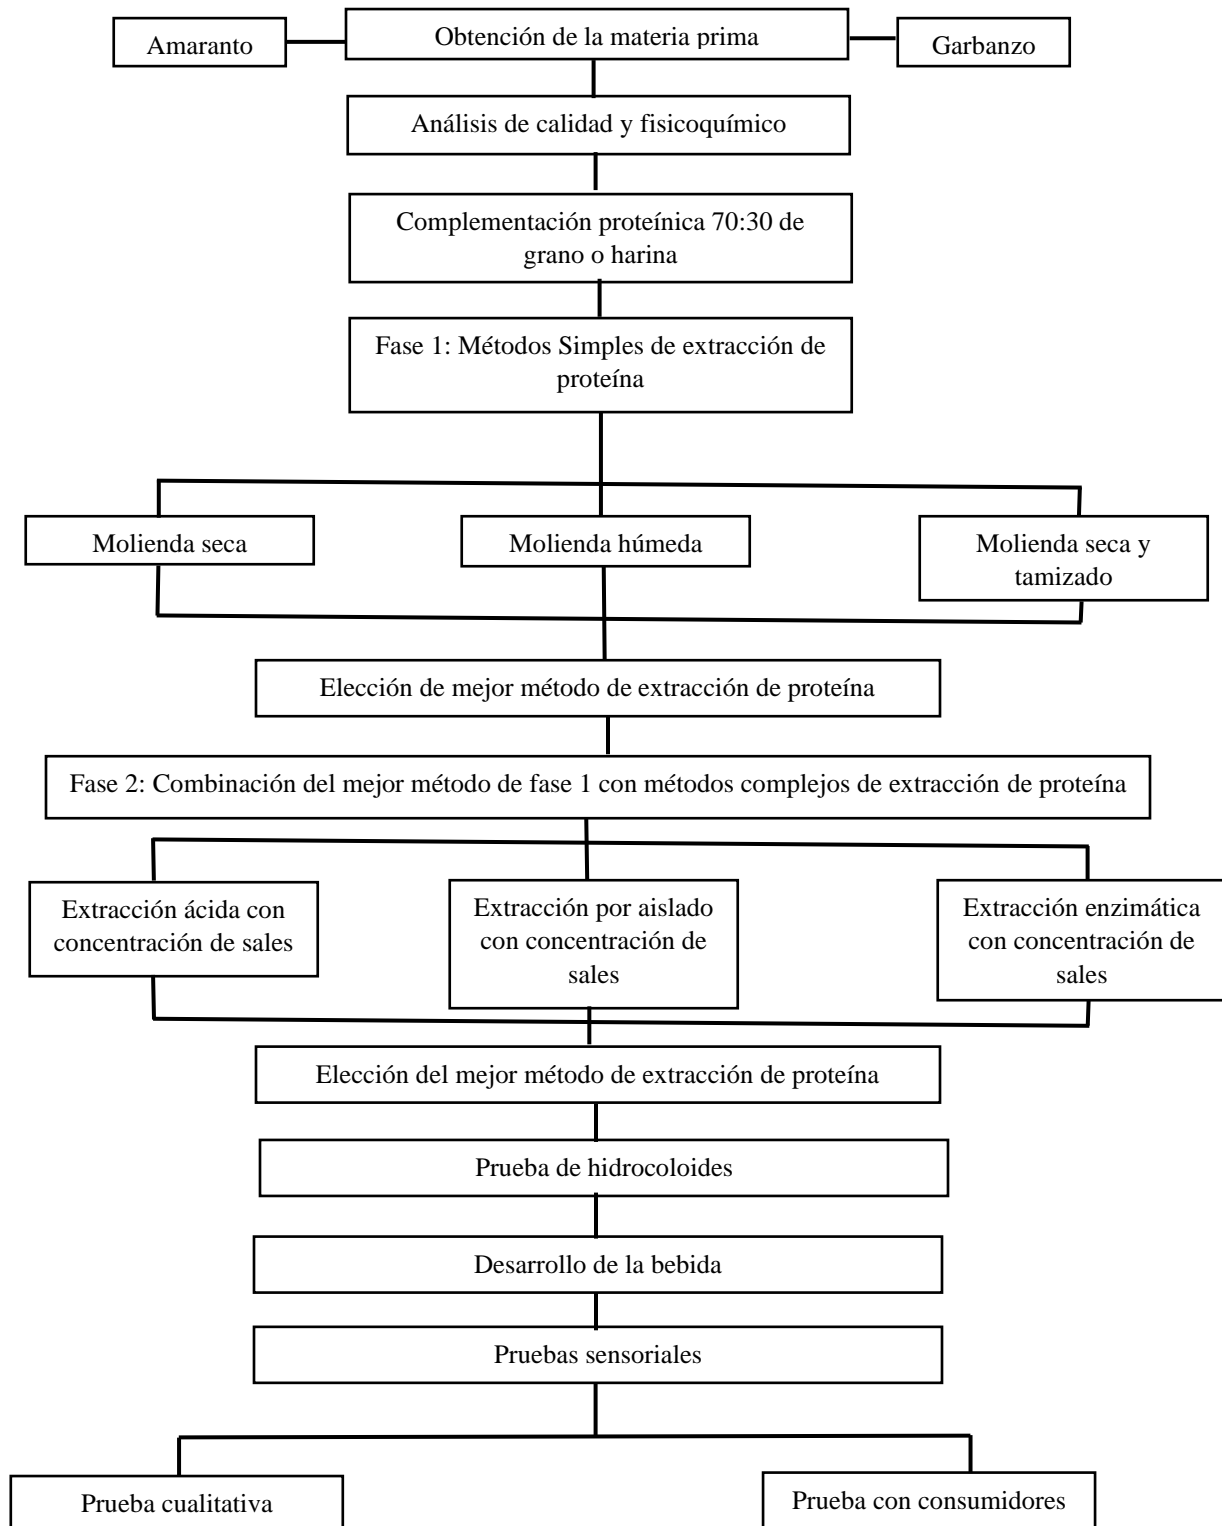 Amaranto
Obtención de la materia prima
Garbanzo
Análisis de calidad y fisicoquímico
Complementación proteínica 70:30 de
grano o harina
Fase 1: Métodos Simples de extracción de
proteína
Molienda seca
Molienda húmeda
Molienda seca y
tamizado
Elección de mejor método de extracción de proteína
Fase 2: Combinación del mejor método de fase 1 con métodos complejos de extracción de proteína
Extracción ácida con
concentración de sales
Extracción por aislado
con concentración de
sales
Extracción enzimática
con concentración de
sales
Elección del mejor método de extracción de proteína
Prueba de hidrocoloides
Desarrollo de la bebida
Pruebas sensoriales
Prueba cualitativa
Prueba con consumidores